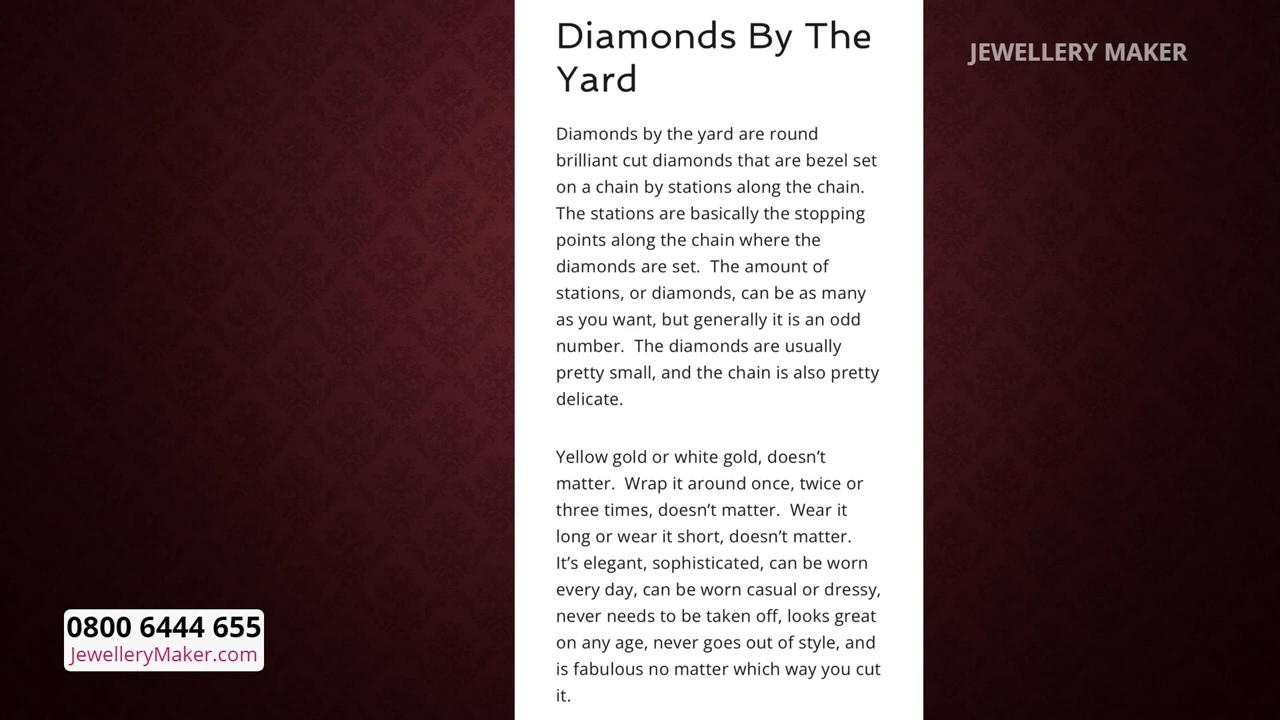 Diamonds By The
Yard
JEWELLERY MAKER
Diamonds by the yard are round
brilliant cut diamonds that are bezel set
on a chain by stations along the chain.
The stations are basically the stopping
points along the chain where the
diamonds are set.  The amount of
stations, or diamonds, can be as many
as you want, but generally it is an odd
number.  The diamonds are usually
pretty small, and the chain is also pretty
delicate.
Yellow gold or white gold, doesn’t
matter.  Wrap it around once, twice or
three times, doesn’t matter.  Wear it
long or wear it short, doesn’t matter.
It’s elegant, sophisticated, can be worn
every day, can be worn casual or dressy,
never needs to be taken off, looks great
on any age, never goes out of style, and
is fabulous no matter which way you cut
it.
0800 6444 655
JewelleryMaker.com